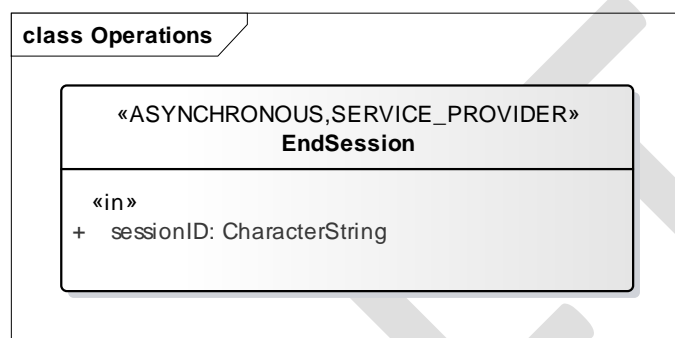 class Operations
«ASYNCHRONOUS,SERVICE_PROVIDER»
EndSession
«in»
+ sessionID: CharacterString